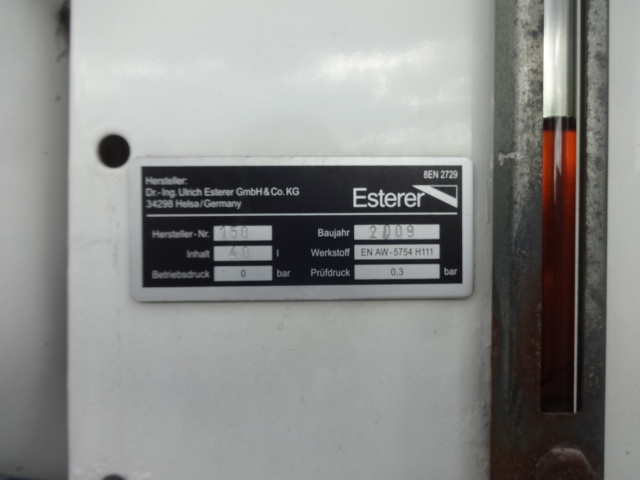 8EN 2729
Hersteller:
Dr.- Ing. Ulrich Esterer GmbH & Co. KG
34298 Helsa / Germany
Esterer
Hersteller-Nr. 150 Baujahr 2009
Inhalt 40 l Werkstoff EN AW - 5754 H111
Betriebsdruck 0 bar Prüfdruck 0,3 bar